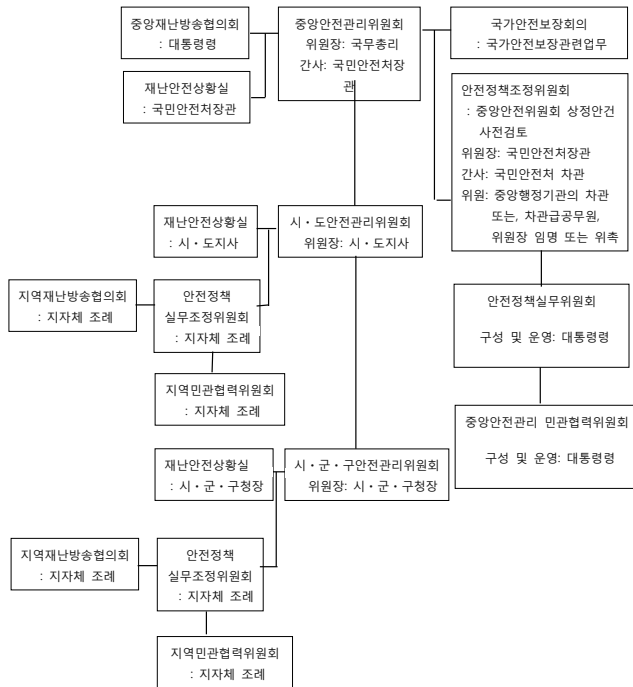 중앙재난방송협의회
: 대통령령
중앙안전관리위원회
위원장: 국무총리
간사: 국민안전처장
관
국가안전보장회의
: 국가안전보장관련업무
재난안전상황실
: 국민안전처장관
안전정책조정위원회
: 중앙안전위원회 상정안건
사전검토
위원장: 국민안전처장관
간사: 국민안전처 차관
위원: 중앙행정기관의 차관
또는, 차관급공무원,
위원장 임명 또는 위촉
재난안전상황실
: 시・도지사
시・도안전관리위원회
위원장: 시・도지사
지역재난방송협의회
: 지자체 조례
안전정책
실무조정위원회
: 지자체 조례
안전정책실무위원회
구성 및 운영: 대통령령
지역민관협력위원회
: 지자체 조례
중앙안전관리 민관협력위원회
구성 및 운영: 대통령령
재난안전상황실
: 시・군・구청장
시・군・구안전관리위원회
위원장: 시・군・구청장
지역재난방송협의회
: 지자체 조례
안전정책
실무조정위원회
: 지자체 조례
지역민관협력위원회
: 지자체 조례